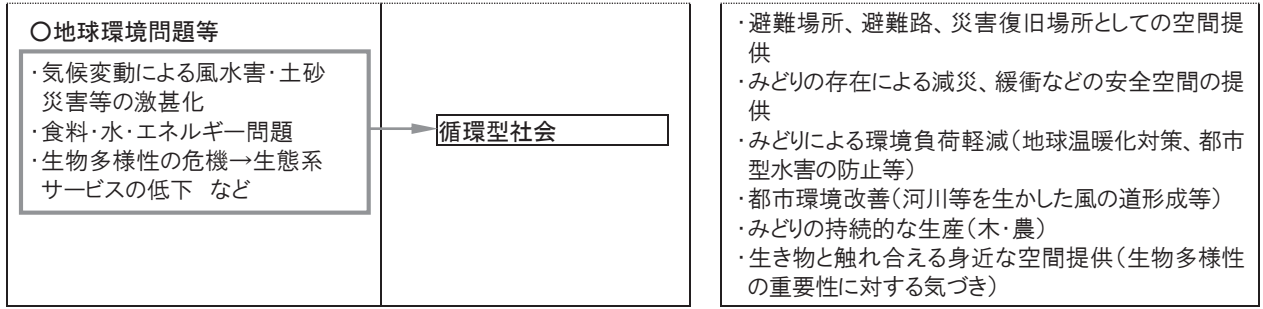 〇地球環境問題等
・気候変動による風水害・土砂
災害等の激甚化
・食料・水・エネルギー問題
・生物多様性の危機→生態系
サービスの低下 など
循環型社会
・避難場所、避難路、災害復旧場所としての空間提
供
・みどりの存在による減災、緩衝などの安全空間の提
供
・みどりによる環境負荷軽減（地球温暖化対策、都市
型水害の防止等）
・都市環境改善（河川等を生かした風の道形成等）
・みどりの持続的な生産（木・農）
・生き物と触れ合える身近な空間提供（生物多様性
の重要性に対する気づき）